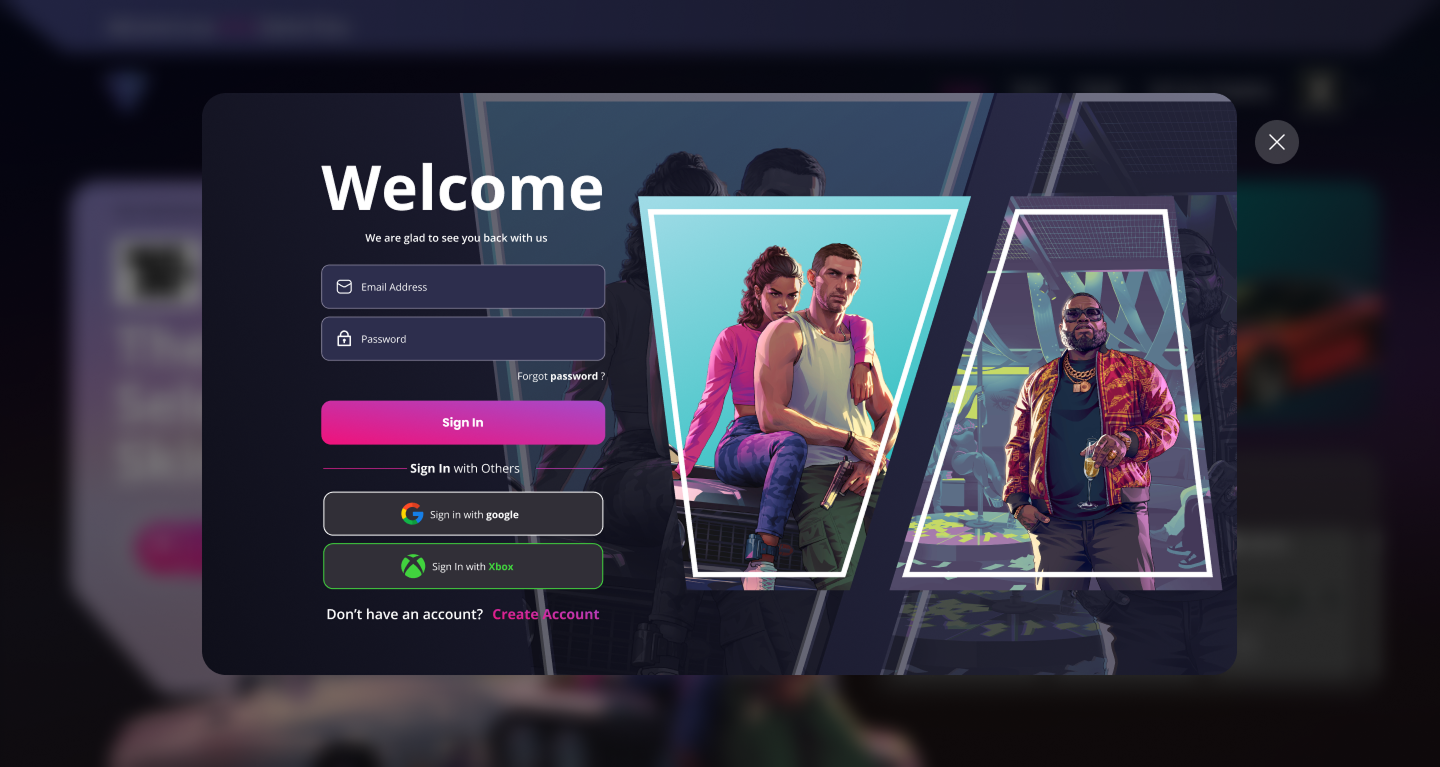 Welcome
We are glad to see you back with us
Email Address
Password
Forgot password ?
Sign In
Sign In with Others
Sign in with google
Sign In with Xbox
Don't have an account? Create Account